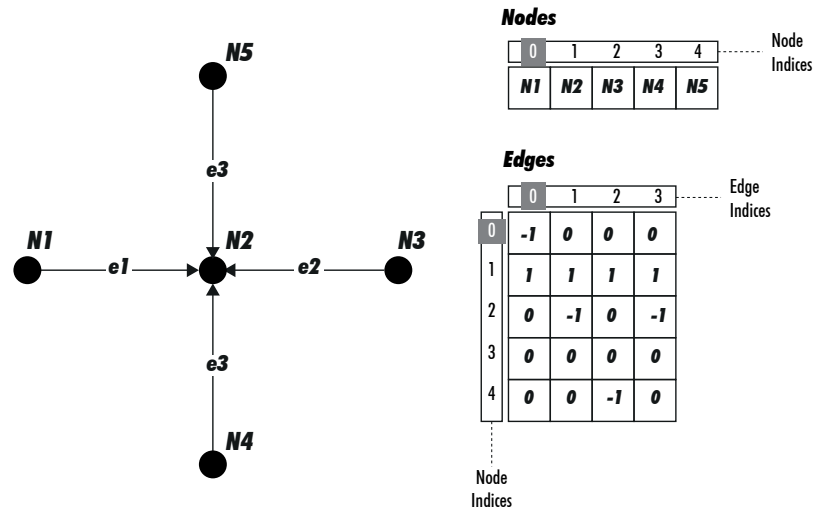 N5
e3
N1
e1
N2
e2
N3
e3
N4
Nodes
0 1 2 3 4
N1 N2 N3 N4 N5
Node
Indices
Edges
0 1 2 3
Edge
Indices
0 -1 0 0 0
1 1 1 1 1
2 0 -1 0 -1
3 0 0 0 0
4 0 0 -1 0
Node
Indices